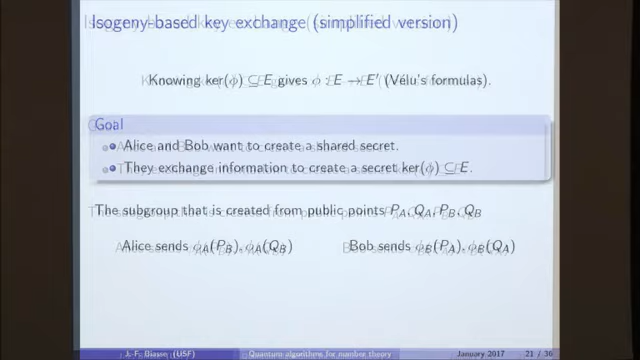 Isogeny-based key exchange (simplified version)
Knowing ker(ϕ) ⊆ E gives ϕ : E → E′ (Vélu's formulas).
Goal
Alice and Bob want to create a shared secret.
They exchange information to create a secret ker(ϕ) ⊆ E.
The subgroup that is created from public points P_A, Q_A, P_B, Q_B
Alice sends ϕ_A(P_B), ϕ_A(Q_B) Bob sends ϕ_B(P_A), ϕ_B(Q_A)
J.-F. Biasse (USF) Quantum algorithms for number theory January 2017 21 / 36